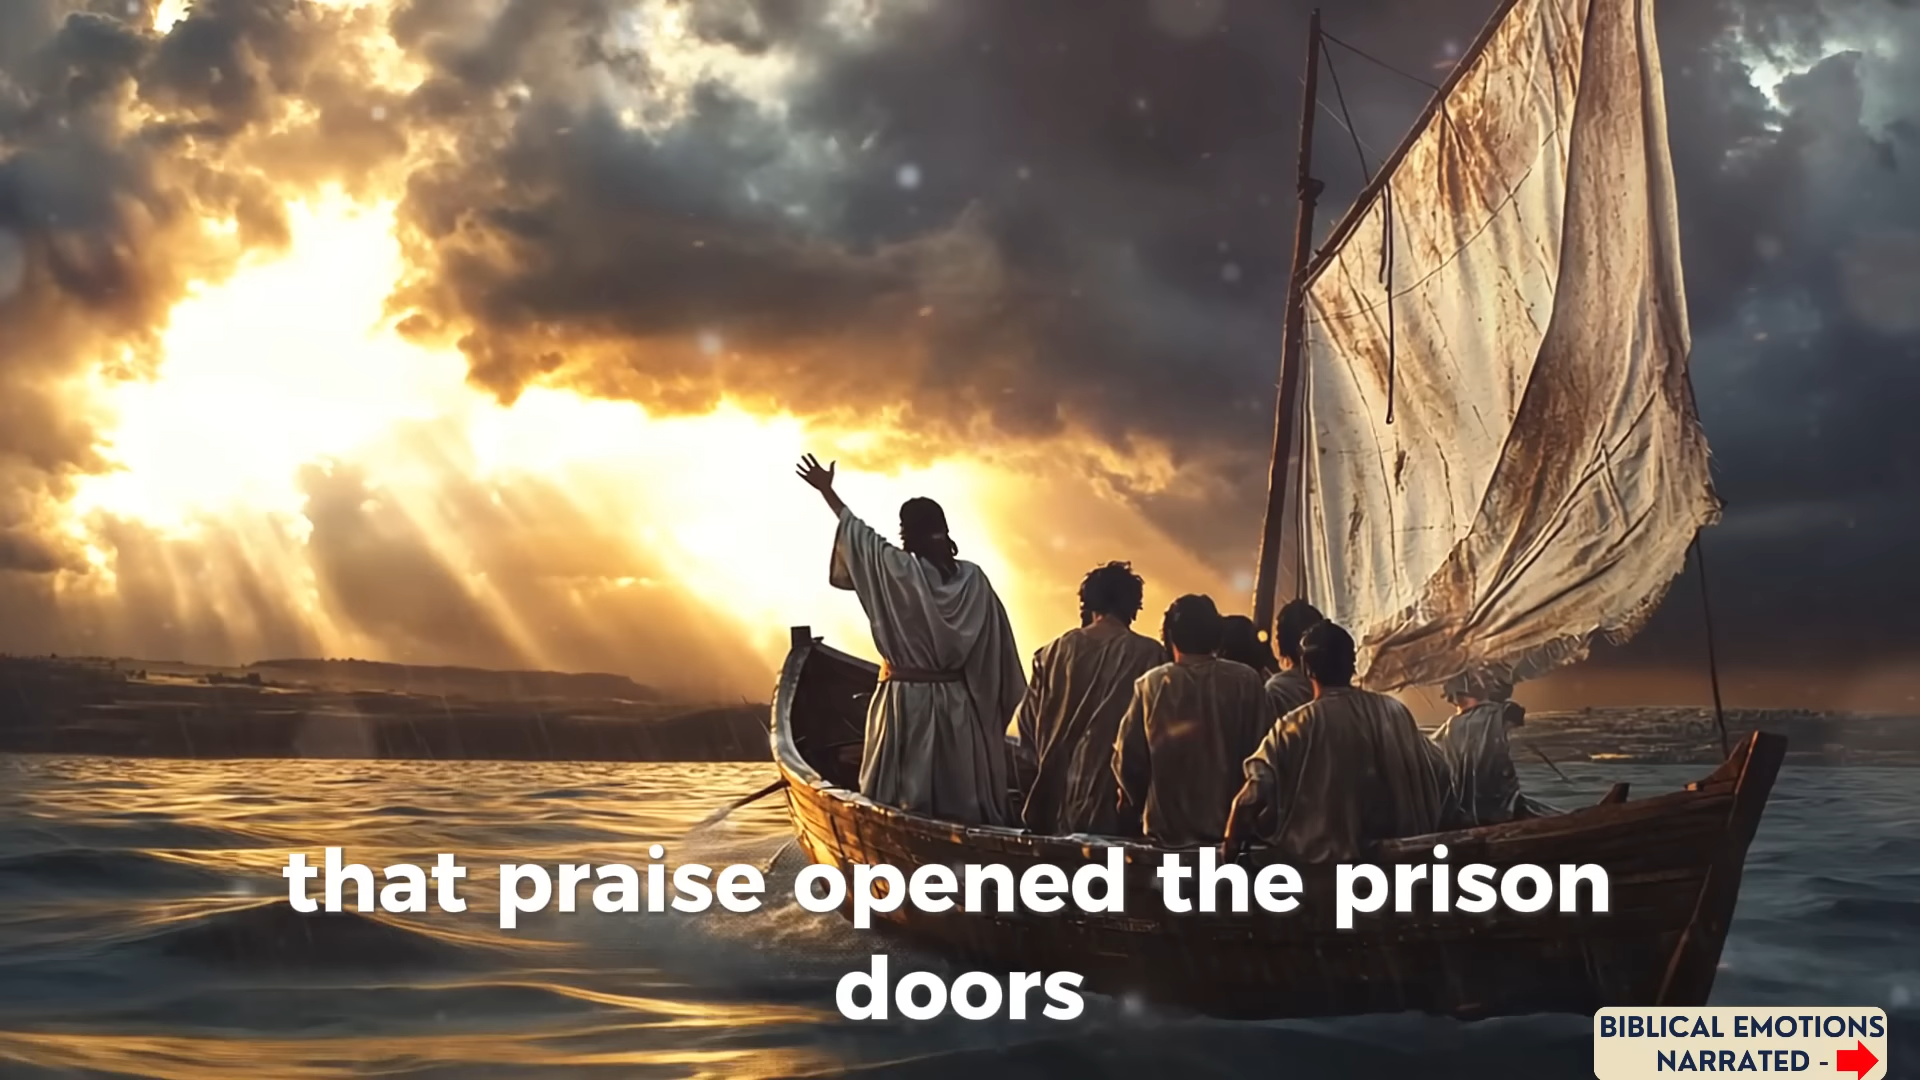 that praise opened the prison
doors
BIBLICAL EMOTIONS
NARRATED -